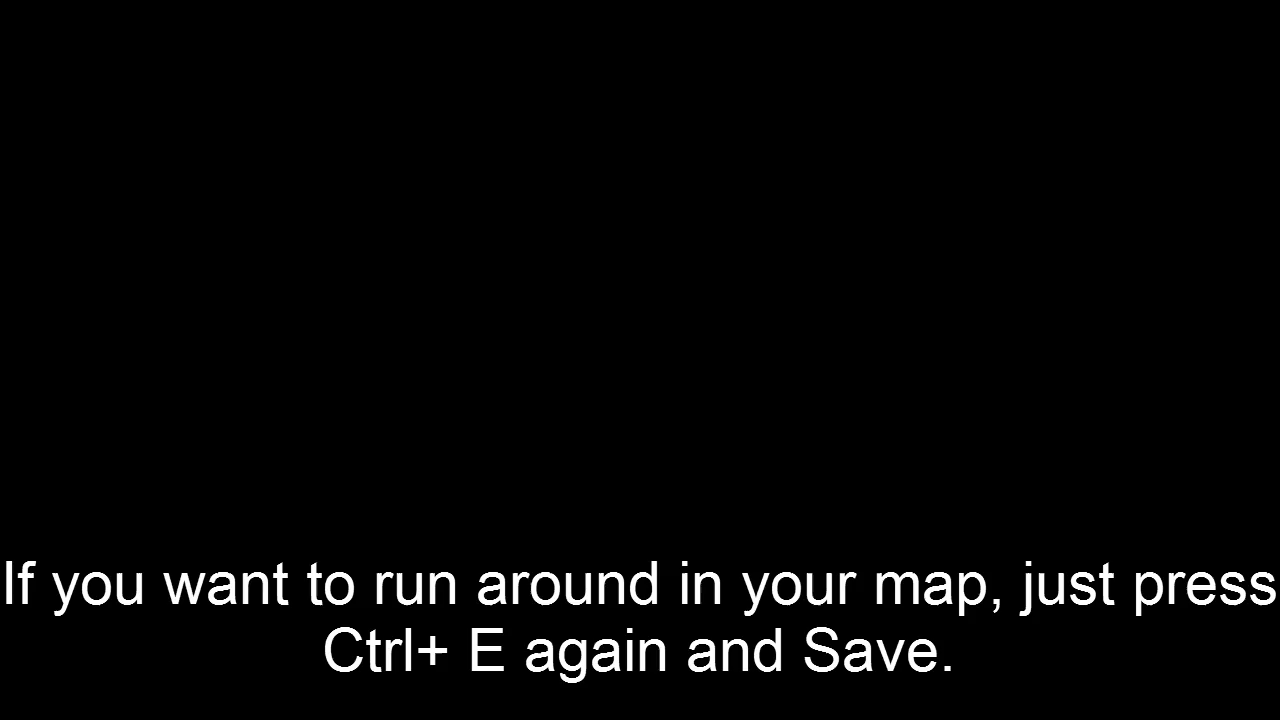 If you want to run around in your map, just press
Ctrl+ E again and Save.